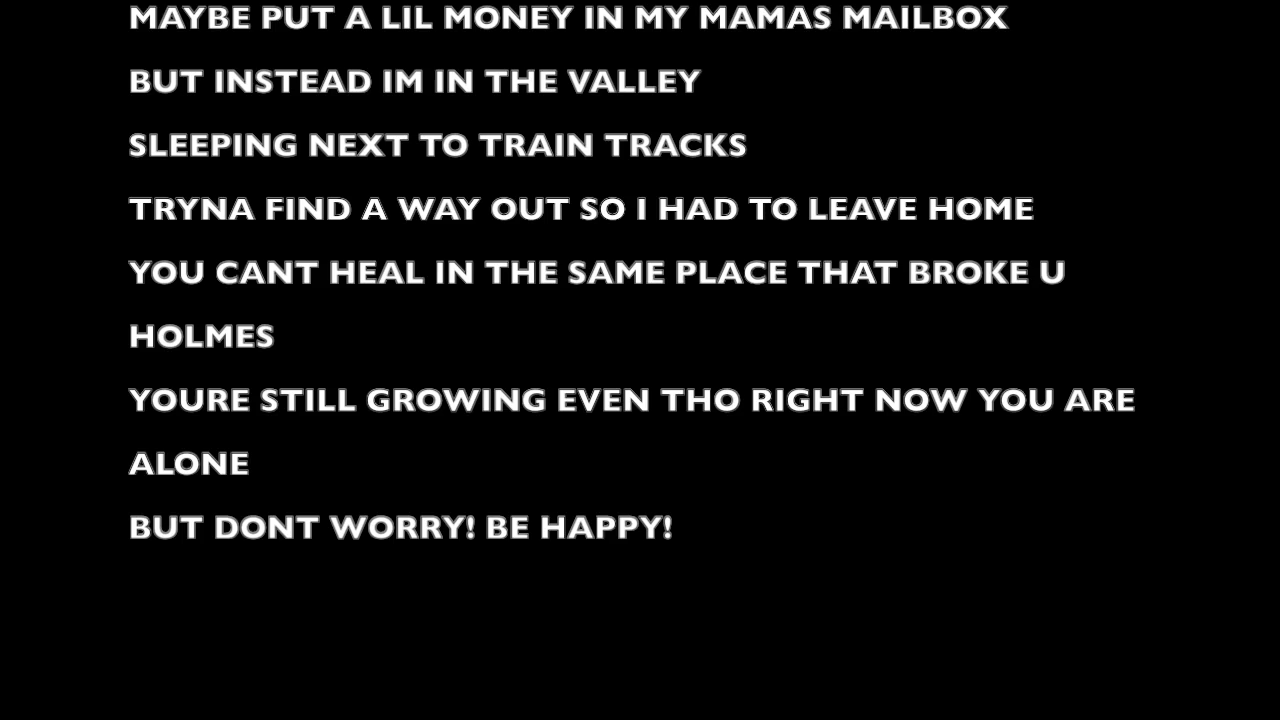 MAYBE PUT A LIL MONEY IN MY MAMAS MAILBOX
BUT INSTEAD IM IN THE VALLEY
SLEEPING NEXT TO TRAIN TRACKS
TRYNA FIND A WAY OUT SO I HAD TO LEAVE HOME
YOU CANT HEAL IN THE SAME PLACE THAT BROKE U
HOLMES
YOURE STILL GROWING EVEN THO RIGHT NOW YOU ARE
ALONE
BUT DONT WORRY! BE HAPPY!